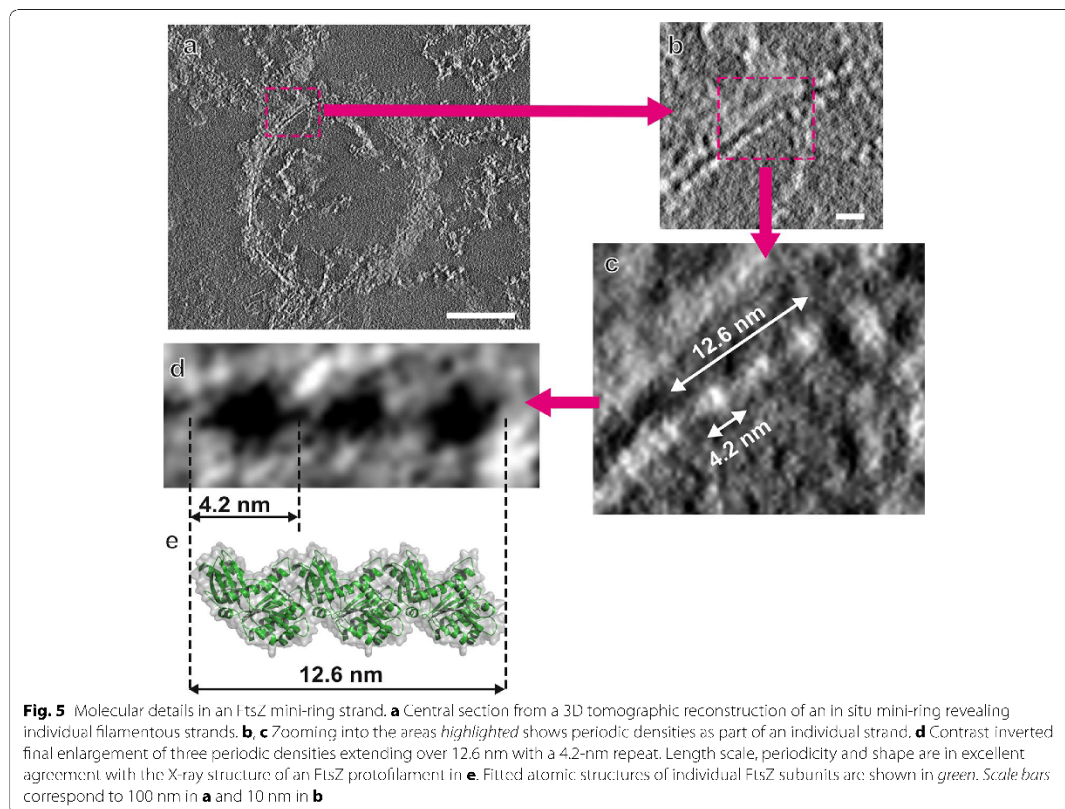 a
b
c
12.6 nm
4.2 nm
d
4.2 nm
e
12.6 nm
Fig. 5 Molecular details in an FtsZ mini-ring strand. a Central section from a 3D tomographic reconstruction of an in situ mini-ring revealing
individual filamentous strands. b, c Zooming into the areas highlighted shows periodic densities as part of an individual strand. d Contrast inverted
final enlargement of three periodic densities extending over 12.6 nm with a 4.2-nm repeat. Length scale, periodicity and shape are in excellent
agreement with the X-ray structure of an FtsZ protofilament in e. Fitted atomic structures of individual FtsZ subunits are shown in green. Scale bars
correspond to 100 nm in a and 10 nm in b